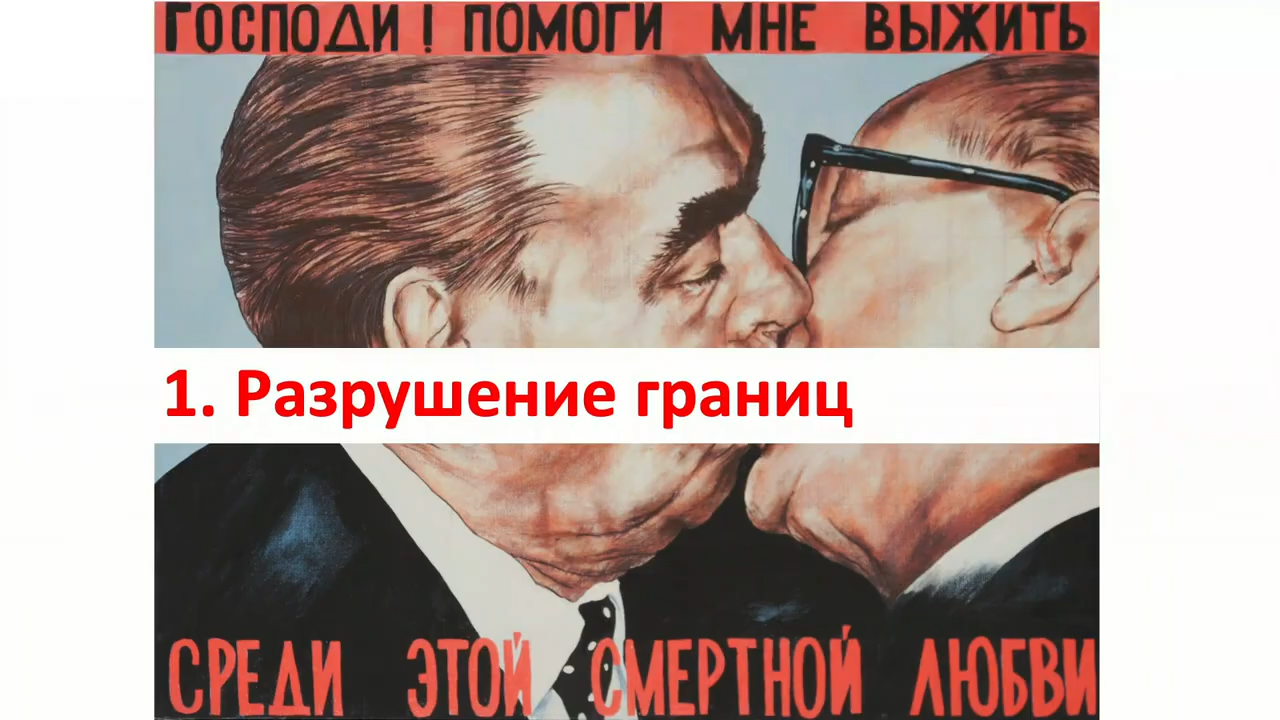 ГОСПОДИ! ПОМОГИ МНЕ ВЫЖИТЬ
1. Разрушение границ
СРЕДИ ЭТОЙ СМЕРТНОЙ ЛЮБВИ